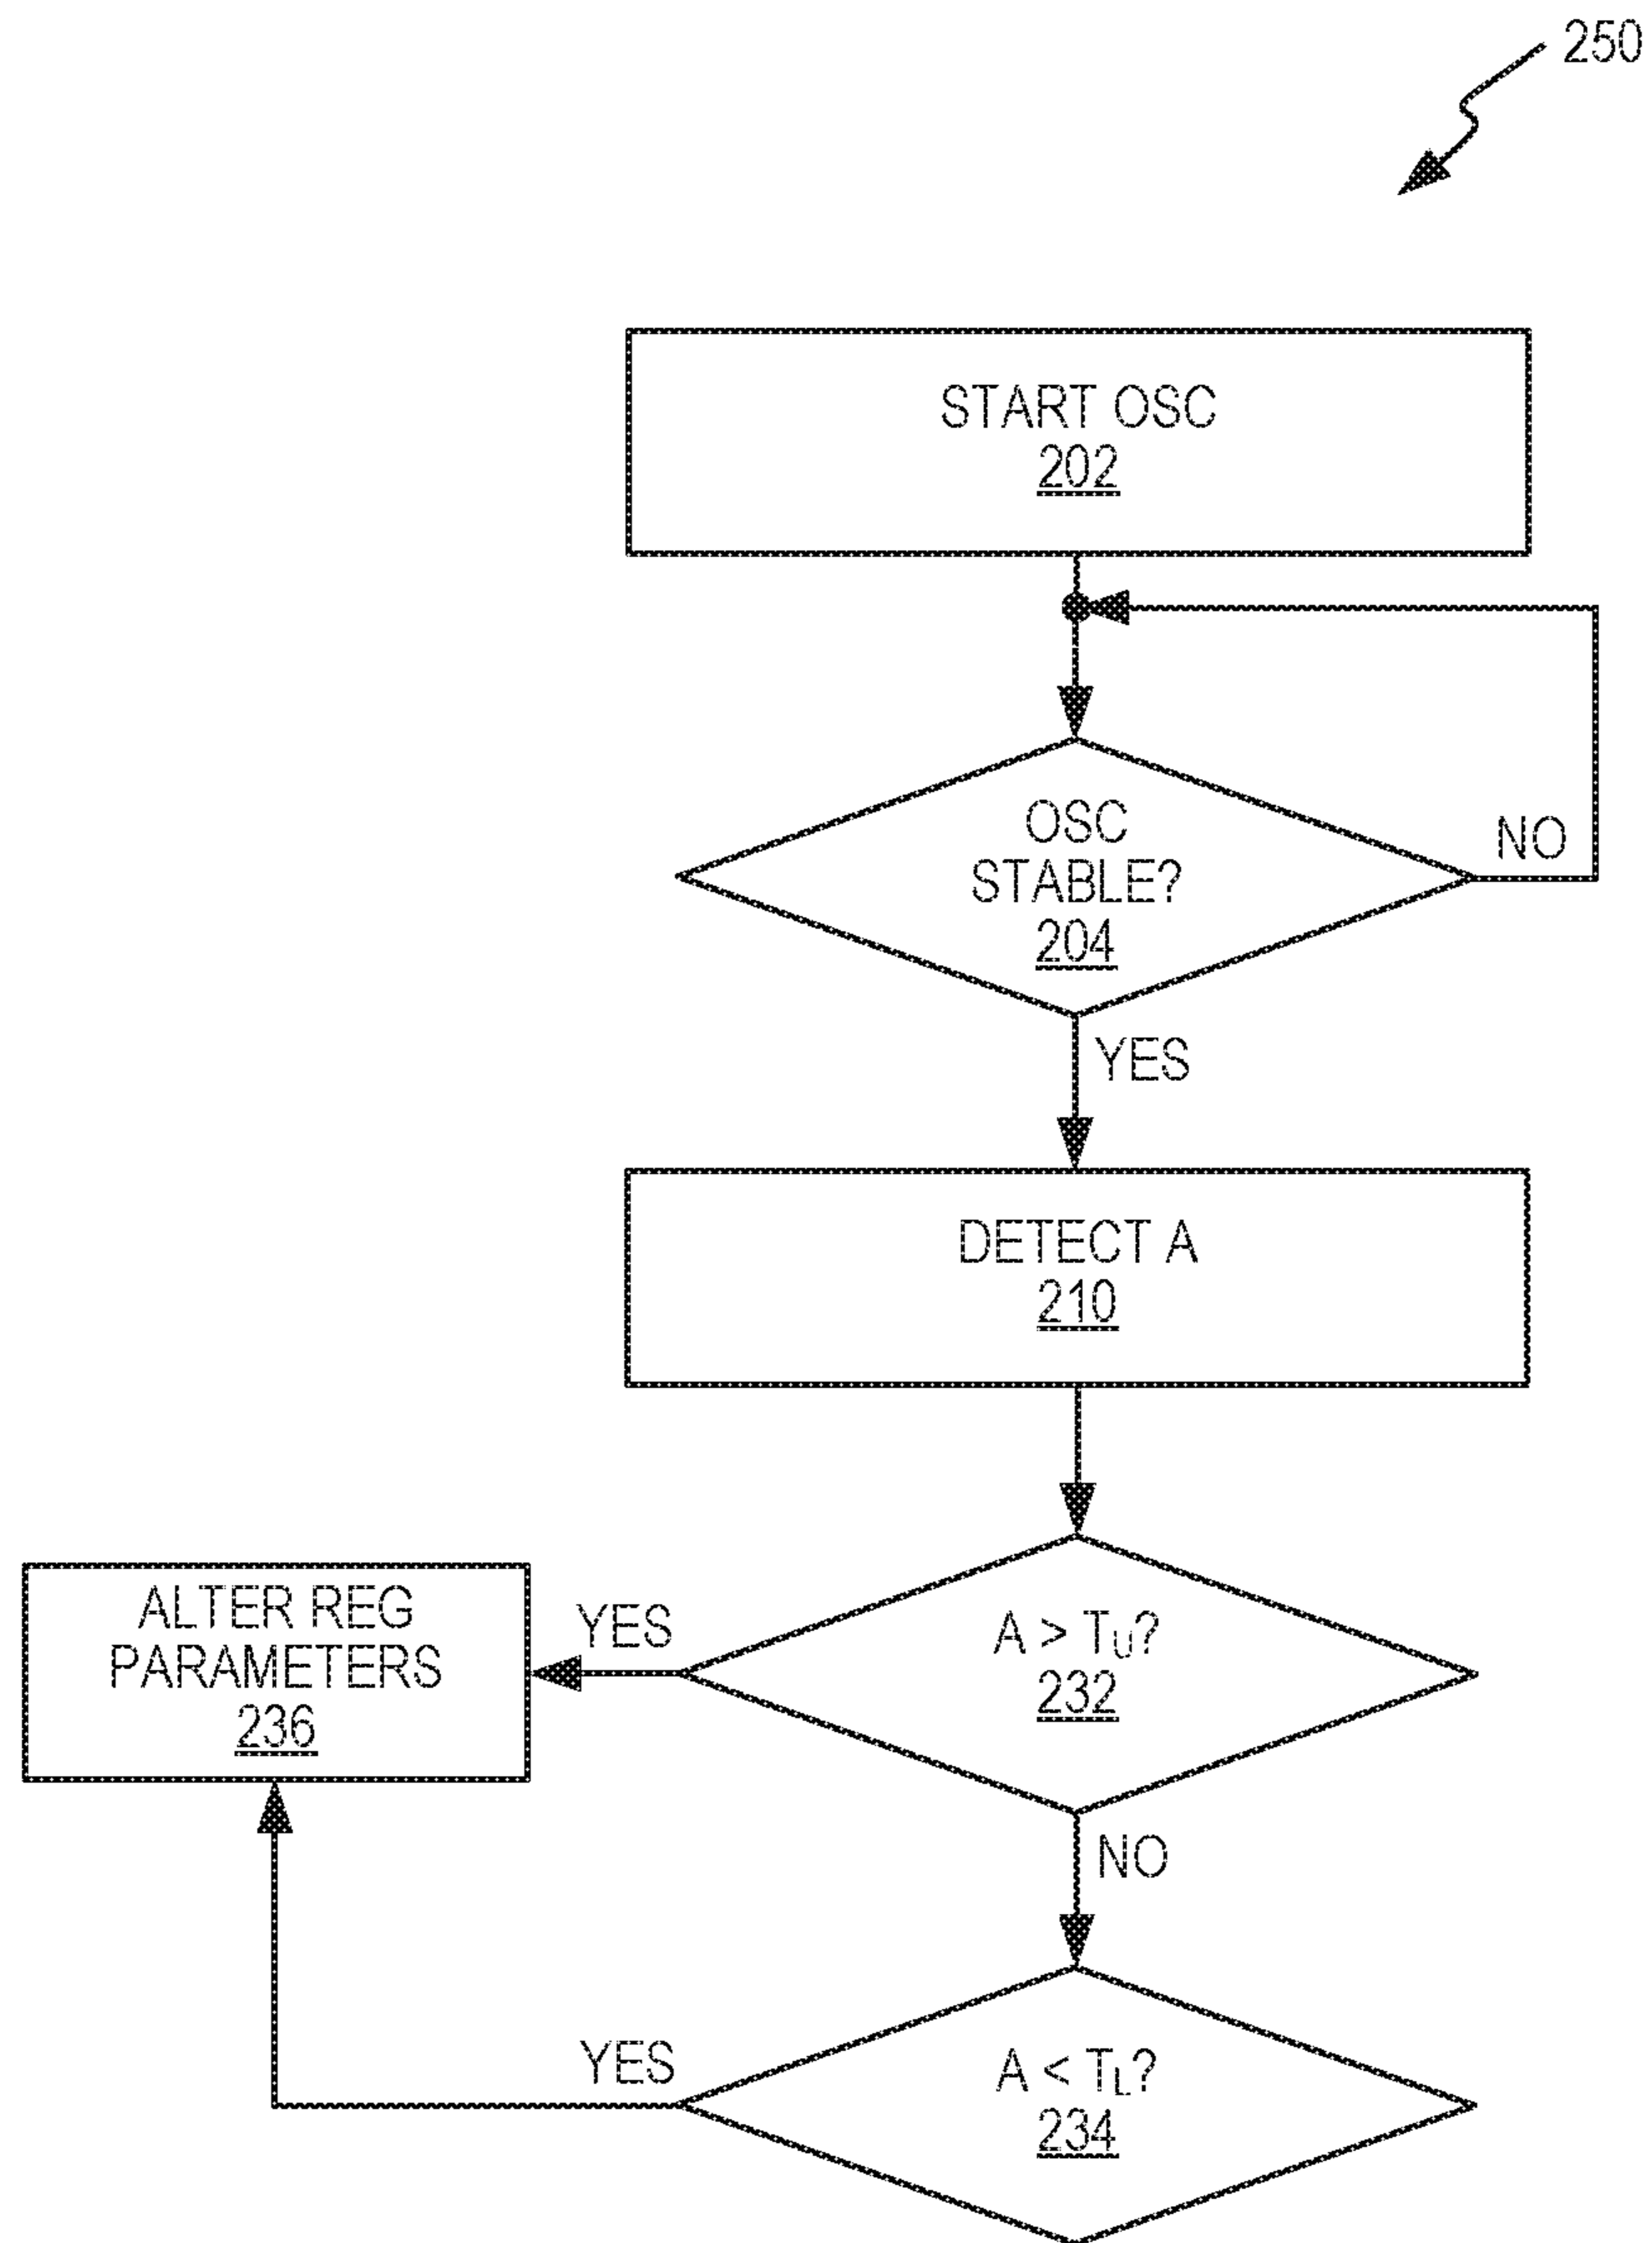 250
START OSC
202
OSC
STABLE?
204
NO
YES
DETECT A
210
ALTER REG
PARAMETERS
236
YES
A > TU?
232
NO
YES
A < TL?
234